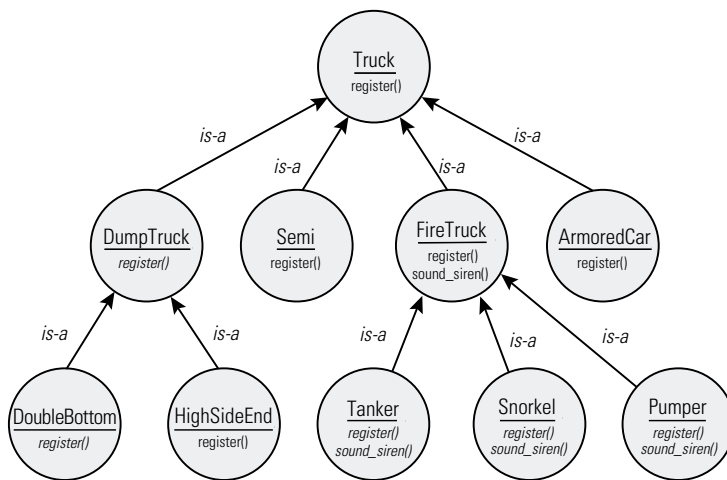 Truck
register()
is-a
is-a
is-a
is-a
DumpTruck
register()
Semi
register()
FireTruck
register()
sound_siren()
ArmoredCar
register()
is-a
is-a
is-a
is-a
is-a
DoubleBottom
register()
HighSideEnd
register()
Tanker
register()
sound_siren()
Snorkel
register()
sound_siren()
Pumper
register()
sound_siren()